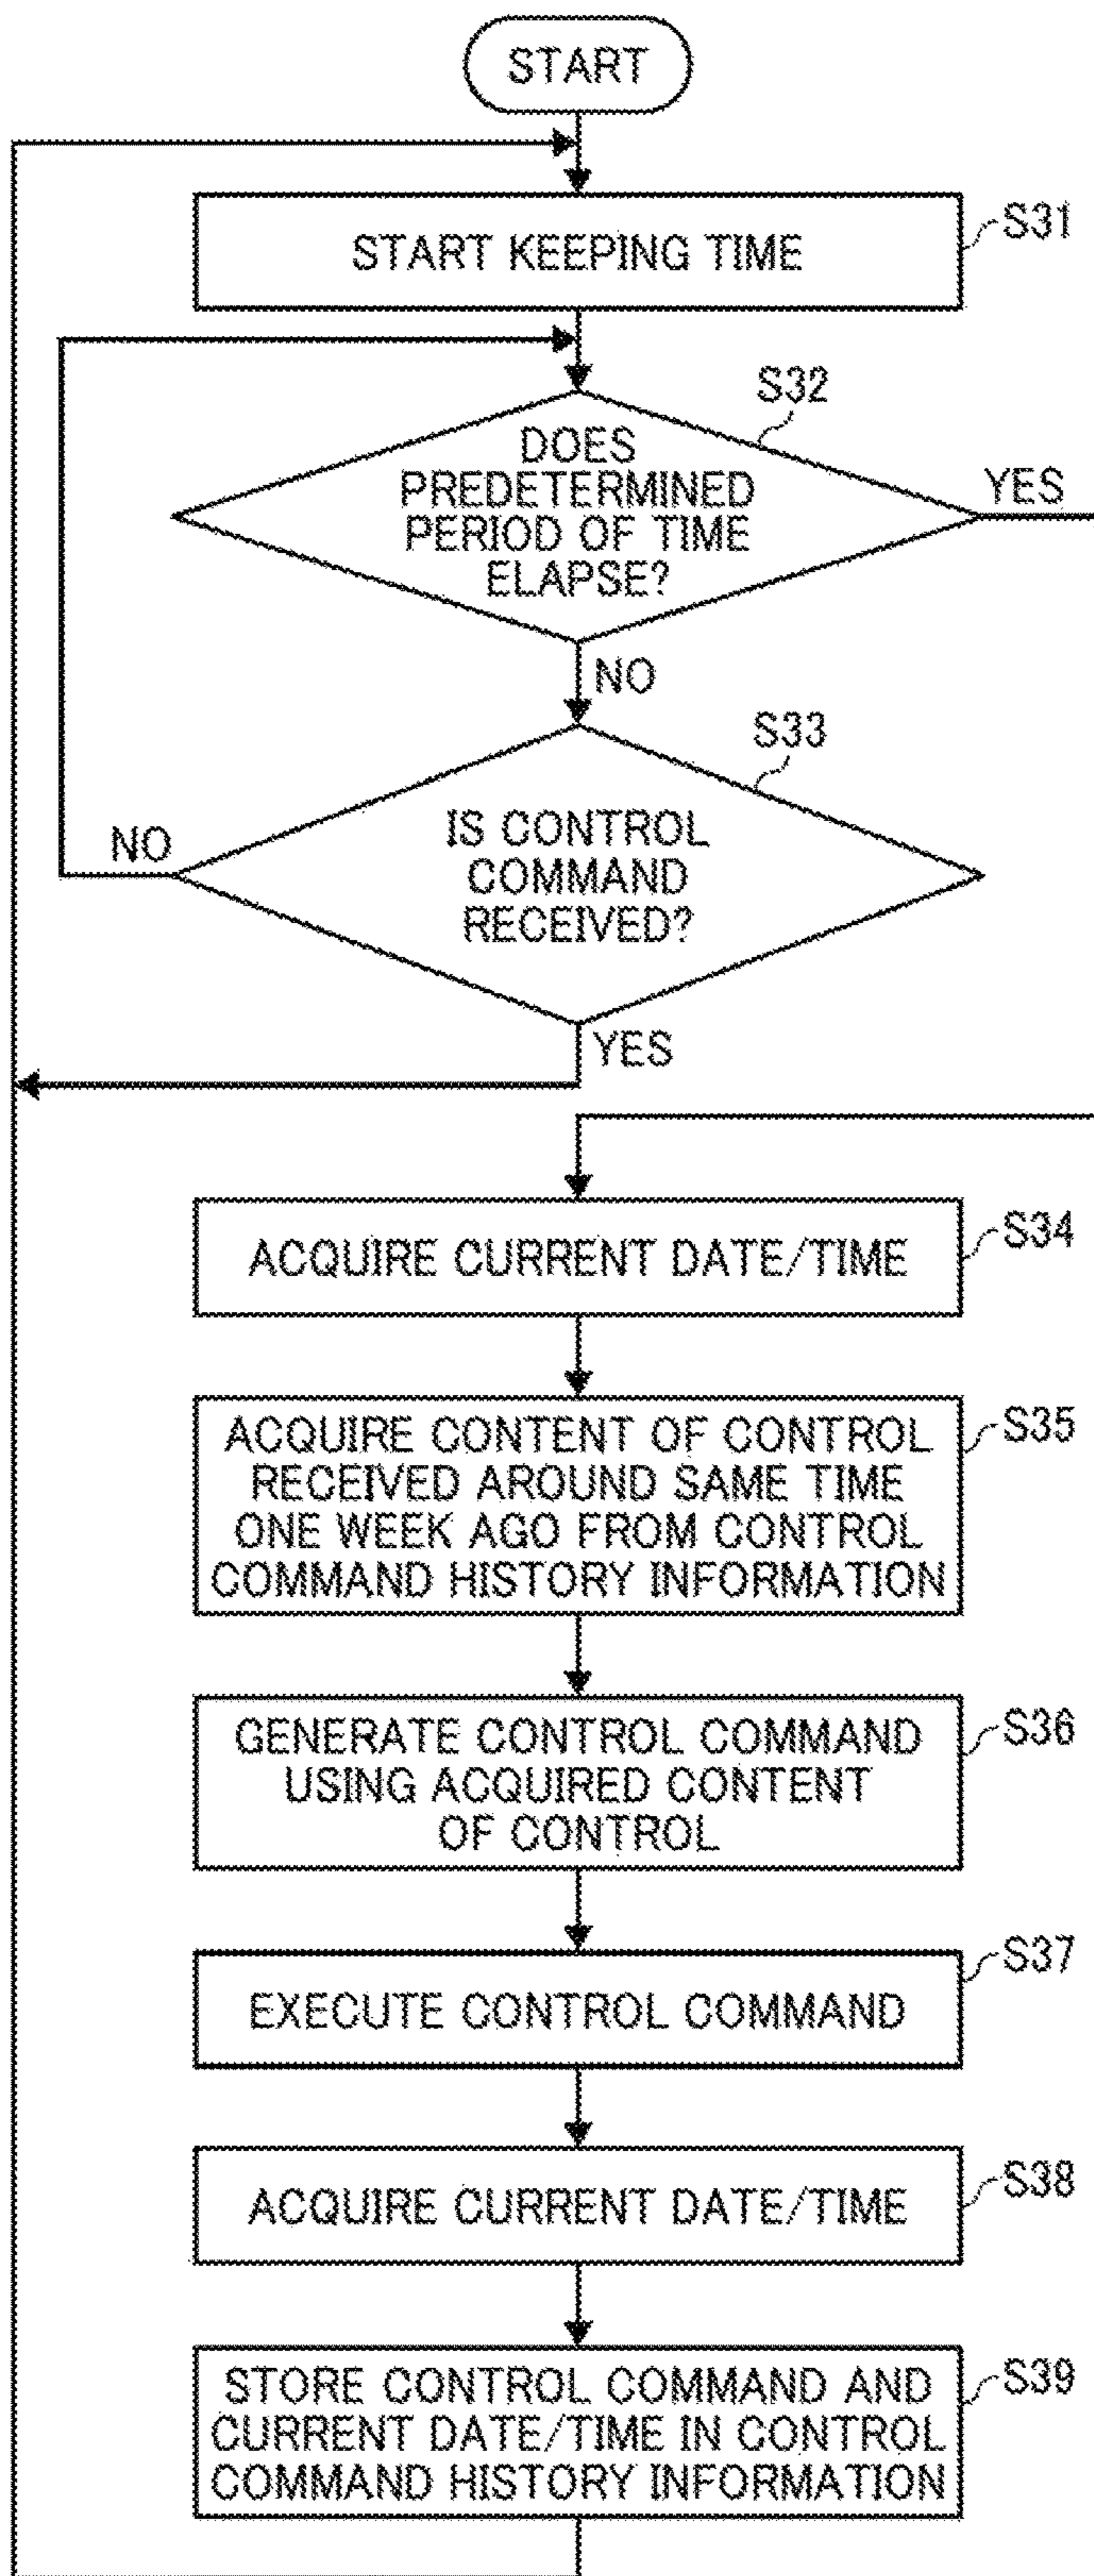 START
START KEEPING TIME
S31
S32
DOES
PREDETERMINED
PERIOD OF TIME
ELAPSE?
YES
NO
S33
IS CONTROL
COMMAND
RECEIVED?
NO
YES
ACQUIRE CURRENT DATE/TIME
S34
ACQUIRE CONTENT OF CONTROL
RECEIVED AROUND SAME TIME
ONE WEEK AGO FROM CONTROL
COMMAND HISTORY INFORMATION
S35
GENERATE CONTROL COMMAND
USING ACQUIRED CONTENT
OF CONTROL
S36
EXECUTE CONTROL COMMAND
S37
ACQUIRE CURRENT DATE/TIME
S38
STORE CONTROL COMMAND AND
CURRENT DATE/TIME IN CONTROL
COMMAND HISTORY INFORMATION
S39